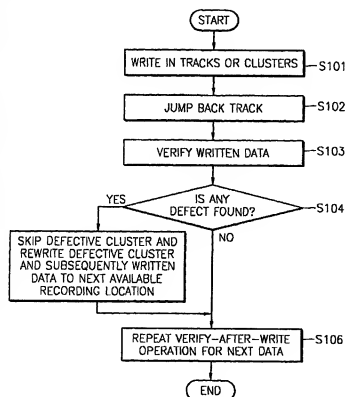 START
WRITE IN TRACKS OR CLUSTERS
S101
JUMP BACK TRACK
S102
VERIFY WRITTEN DATA
S103
IS ANY
DEFECT FOUND?
S104
YES
NO
SKIP DEFECTIVE CLUSTER AND
REWRITE DEFECTIVE CLUSTER
AND SUBSEQUENTLY WRITTEN
DATA TO NEXT AVAILABLE
RECORDING LOCATION
REPEAT VERIFY-AFTER-WRITE
OPERATION FOR NEXT DATA
S106
END